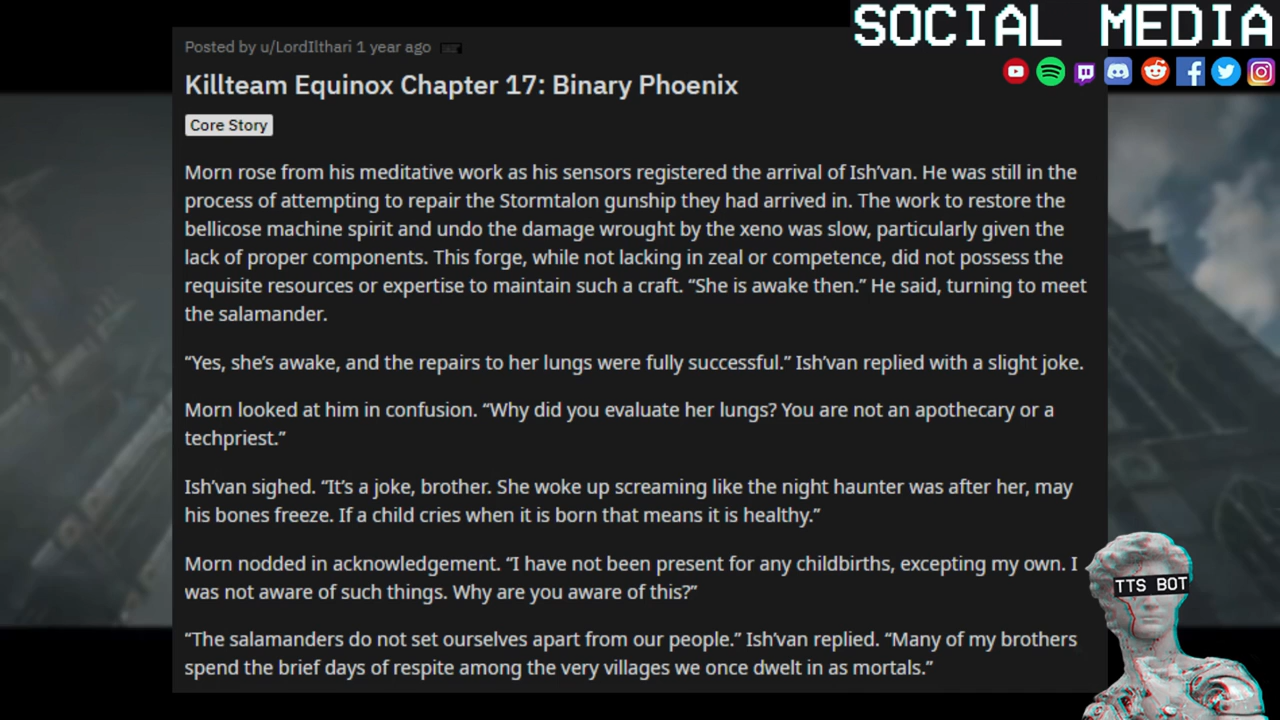 SOCIAL MEDIA
Posted by u/LordIlthari 1 year ago
Killteam Equinox Chapter 17: Binary Phoenix
Core Story
Morn rose from his meditative work as his sensors registered the arrival of Ish’van. He was still in the
process of attempting to repair the Stormtalon gunship they had arrived in. The work to restore the
bellicose machine spirit and undo the damage wrought by the xeno was slow, particularly given the
lack of proper components. This forge, while not lacking in zeal or competence, did not possess the
requisite resources or expertise to maintain such a craft. “She is awake then.” He said, turning to meet
the salamander.
“Yes, she’s awake, and the repairs to her lungs were fully successful.” Ish’van replied with a slight joke.
Morn looked at him in confusion. “Why did you evaluate her lungs? You are not an apothecary or a
techpriest.”
Ish’van sighed. “It’s a joke, brother. She woke up screaming like the night haunter was after her, may
his bones freeze. If a child cries when it is born that means it is healthy.”
Morn nodded in acknowledgement. “I have not been present for any childbirths, excepting my own. I
was not aware of such things. Why are you aware of this?”
“The salamanders do not set ourselves apart from our people.” Ish’van replied. “Many of my brothers
spend the brief days of respite among the very villages we once dwelt in as mortals.”
TTS BOT